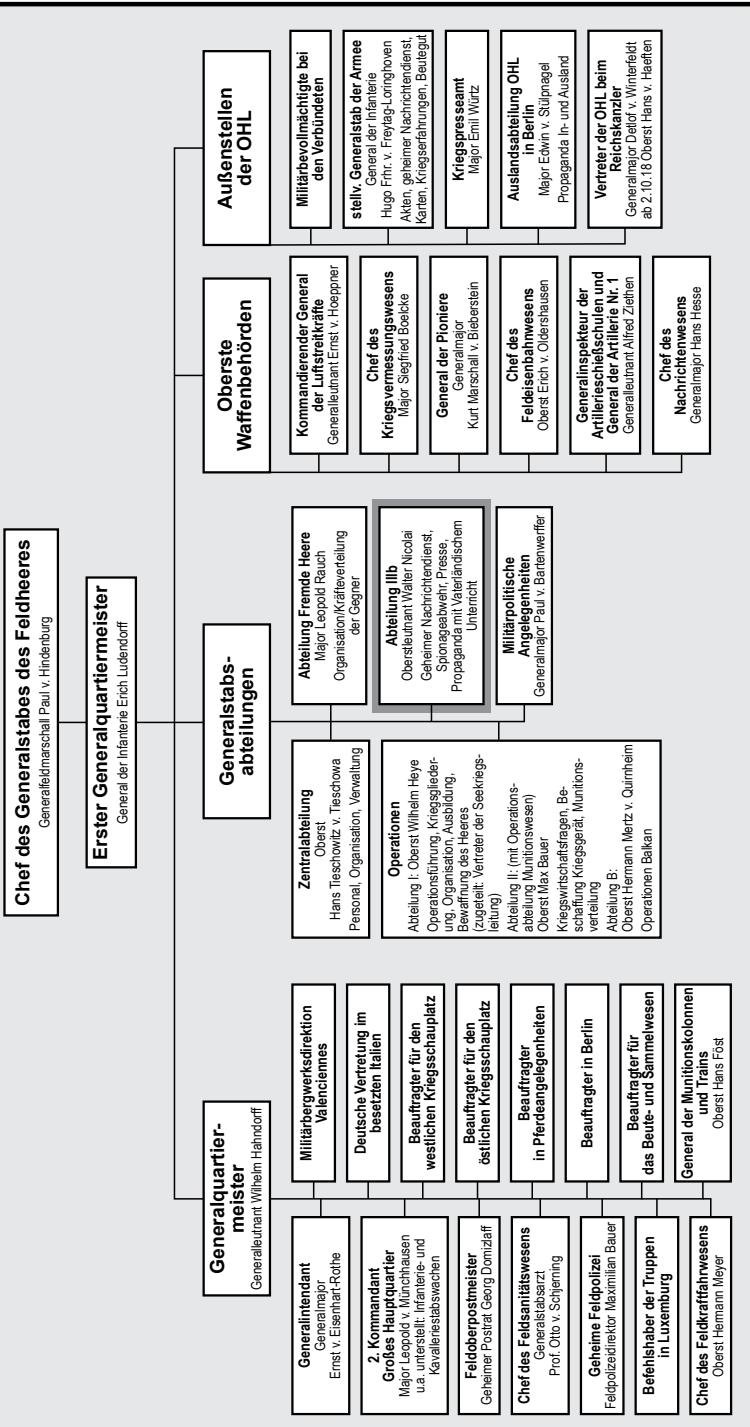 Chef des Generalstabes des Feldheeres
Generalfeldmarschall Paul v. Hindenburg
Erster Generalquartiermeister
General der Infanterie Erich Ludendorff
Generalquartier-
meister
Generalleutnant Wilhelm Hahndorff
Generalintendant
Generalmajor
Ernst v. Eisenhart-Rothe
2. Kommandant
Großes Hauptquartier
Major Leopold v. Münchhausen
u.a. unterstellt: Infanterie- und
Kavalleriestabswachen
Feldoberpostmeister
Geheimer Postrat Georg Domizlaff
Chef des Feldsanitätswesens
Generalstabsarzt
Prof. Otto v. Schjerning
Geheime Feldpolizei
Feldpolizeidirektor Maximilian Bauer
Befehlshaber der Truppen
in Luxemburg
Chef des Feldkraftfahrwesens
Oberst Hermann Meyer
Militärbergwerksdirektion
Valenciennes
Deutsche Vertretung im
besetzten Italien
Beauftragter für den
westlichen Kriegsschauplatz
Beauftragter für den
östlichen Kriegsschauplatz
Beauftragter
in Pferdeangelegenheiten
Beauftragter in Berlin
Beauftragter für
das Beute- und Sammelwesen
General der Munitionskolonnen
und Trains
Oberst Hans Föst
Generalstabs-
abteilungen
Zentralabteilung
Oberst
Hans Tieschowitz v. Tieschowa
Personal, Organisation, Verwaltung
Operationen
Abteilung I: Oberst Wilhelm Heye
Operationsführung, Kriegsglieder-
ung, Organisation, Ausbildung,
Bewaffnung des Heeres
(zugeteilt: Vertreter der Seekriegs-
leitung)
Abteilung II: (mit Operations-
abteilung Munitionswesen)
Oberst Max Bauer
Kriegswirtschaftsfragen, Be-
schaffung Kriegsgerät, Munitions-
verteilung
Abteilung B:
Oberst Hermann Mertz v. Quirnheim
Operationen Balkan
Abteilung Fremde Heere
Major Leopold Rauch
Organisation/Kräfteverteilung
der Gegner
Abteilung IIIb
Oberstleutnant Walter Nicolai
Geheimer Nachrichtendienst,
Spionageabwehr, Presse,
Propaganda mit Vaterländischem
Unterricht
Militärpolitische
Angelegenheiten
Generalmajor Paul v. Bartenwerffer
Oberste
Waffenbehörden
Kommandierender General
der Luftstreitkräfte
Generalleutnant Ernst v. Hoeppner
Chef des
Kriegsvermessungswesens
Major Siegfried Boelcke
General der Pioniere
Generalmajor
Kurt Marschall v. Bieberstein
Chef des
Feldeisenbahnwesens
Oberst Erich v. Oldershausen
Generalinspekteur der
Artillerieschießschulen und
General der Artillerie Nr. 1
Generalleutnant Alfred Ziethen
Chef des
Nachrichtenwesens
Generalmajor Hans Hesse
Außenstellen
der OHL
Militärbevollmächtigte bei
den Verbündeten
stellv. Generalstab der Armee
General der Infanterie
Hugo Frhr. v. Freytag-Loringhoven
Akten, geheimer Nachrichtendienst,
Karten, Kriegserfahrungen, Beutegut
Kriegspresseamt
Major Emil Würtz
Auslandsabteilung OHL
in Berlin
Major Edwin v. Stülpnagel
Propaganda In- und Ausland
Vertreter der OHL beim
Reichskanzler
Generalmajor Detlof v. Winterfeldt
ab 2.10.18 Oberst Hans v. Haeften